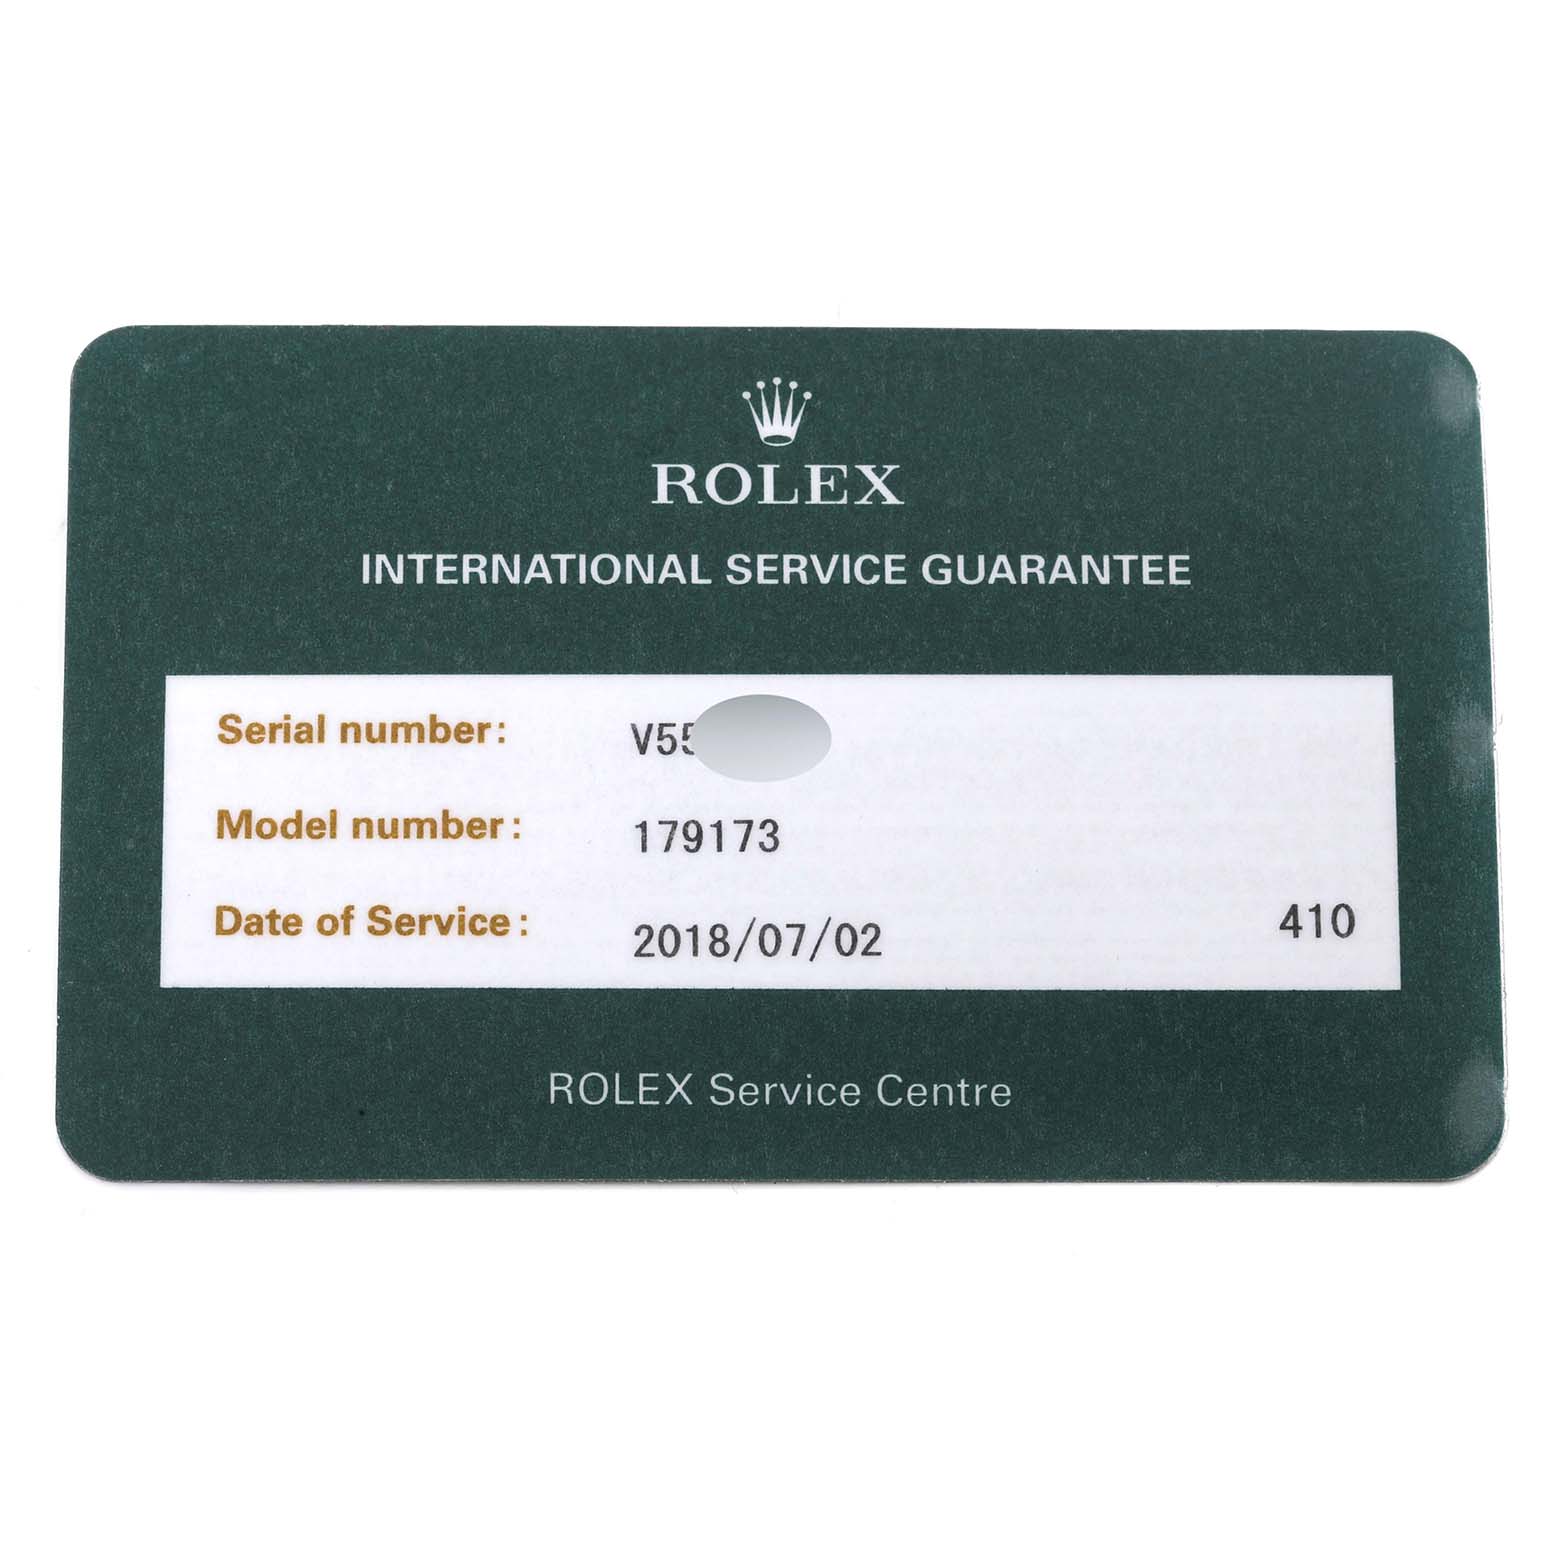 ROLEX
INTERNATIONAL SERVICE GUARANTEE
Serial number: V55
Model number: 179173
Date of Service: 2018/07/02 410
ROLEX Service Centre